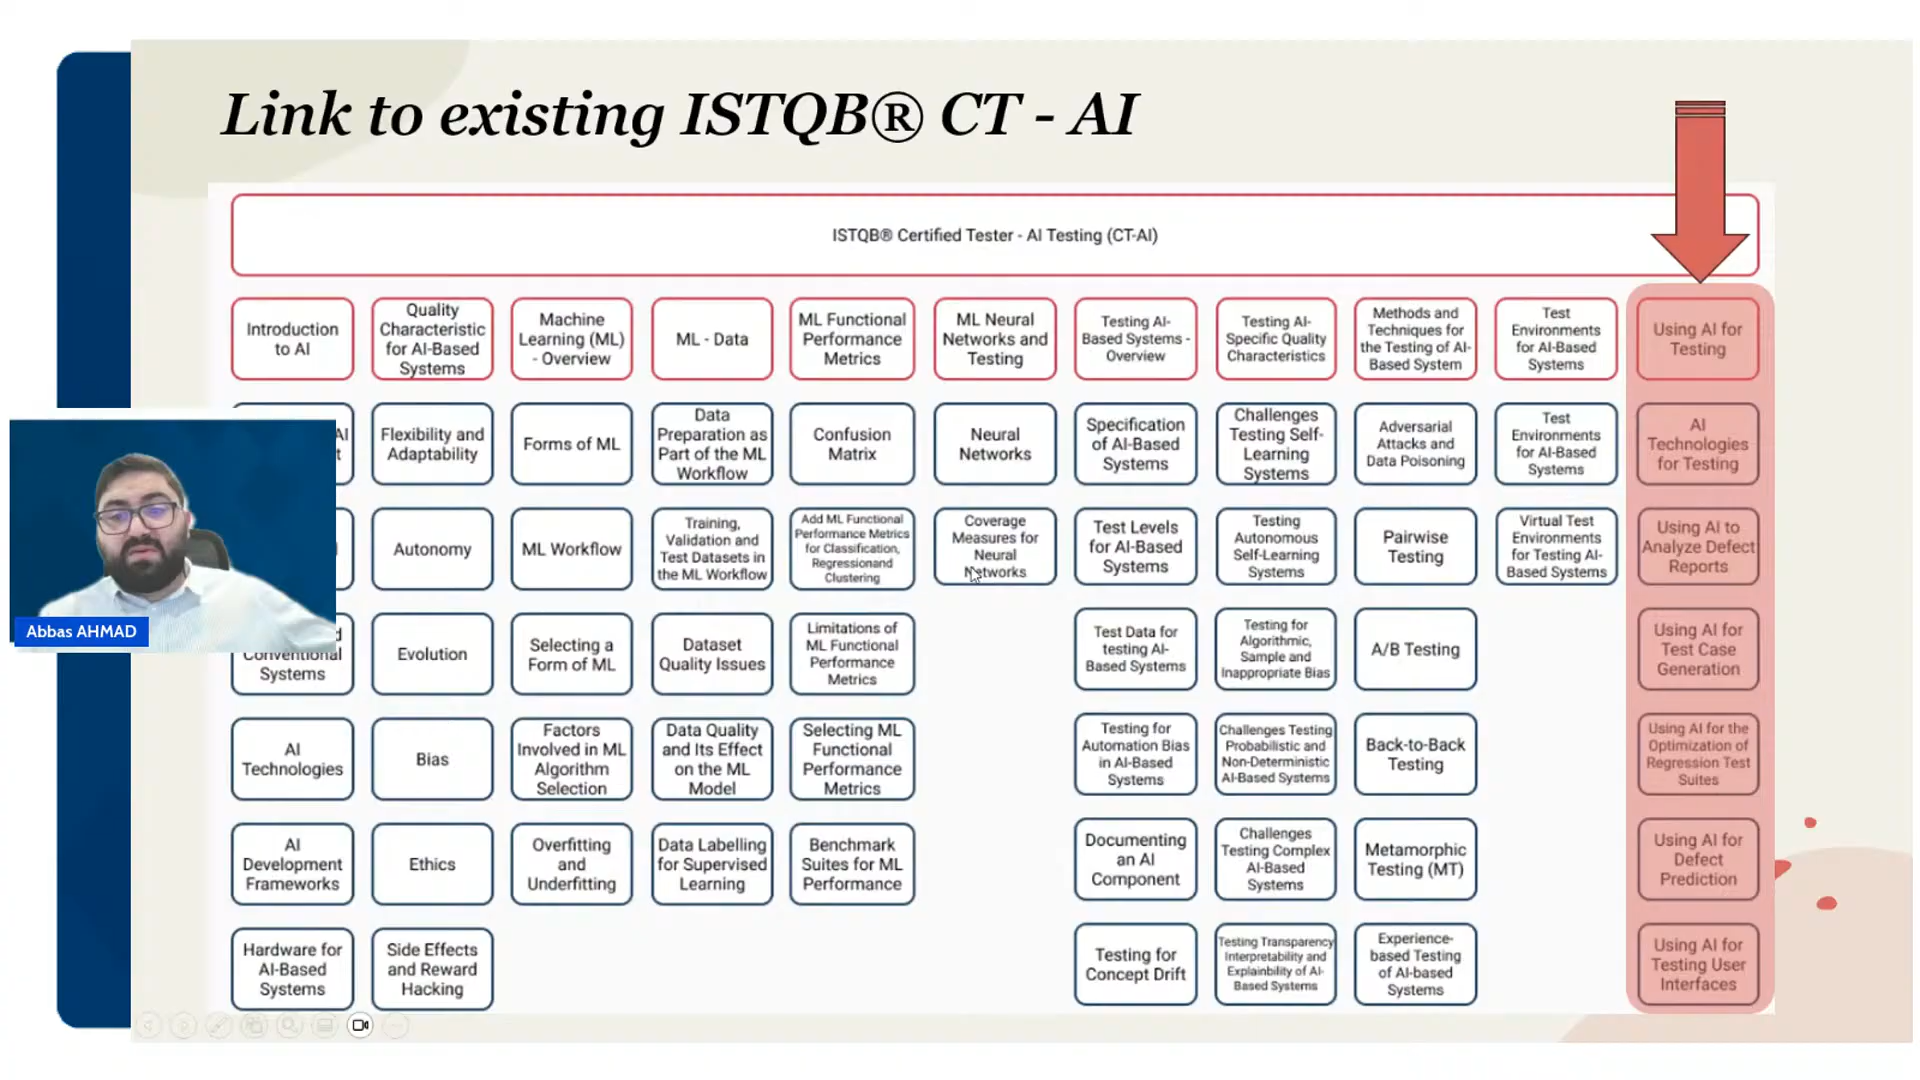 Link to existing ISTQB® CT - AI
ISTQB® Certified Tester - AI Testing (CT-AI)
Introduction
to AI
Quality
Characteristic
for AI-Based
Systems
Machine
Learning (ML)
- Overview
ML - Data
ML Functional
Performance
Metrics
ML Neural
Networks and
Testing
Testing AI-
Based Systems -
Overview
Testing AI-
Specific Quality
Characteristics
Methods and
Techniques for
the Testing of AI-
Based System
Test
Environments
for AI-Based
Systems
Using AI for
Testing
Flexibility and
Adaptability
Forms of ML
Data
Preparation as
Part of the ML
Workflow
Confusion
Matrix
Neural
Networks
Specification
of AI-Based
Systems
Challenges
Testing Self-
Learning
Systems
Adversarial
Attacks and
Data Poisoning
Test
Environments
for AI-Based
Systems
AI
Technologies
for Testing
Autonomy
ML Workflow
Training,
Validation and
Test Datasets in
the ML Workflow
Add ML Functional
Performance Metrics
for Classification,
Regressionand
Clustering
Coverage
Measures for
Neural
Networks
Test Levels
for AI-Based
Systems
Testing
Autonomous
Self-Learning
Systems
Pairwise
Testing
Virtual Test
Environments
for Testing AI-
Based Systems
Using AI to
Analyze Defect
Reports
Abbas AHMAD
Conventional
Systems
Evolution
Selecting a
Form of ML
Dataset
Quality Issues
Limitations of
ML Functional
Performance
Metrics
Test Data for
testing AI-
Based Systems
Testing for
Algorithmic,
Sample and
Inappropriate Bias
A/B Testing
Using AI for
Test Case
Generation
AI
Technologies
Bias
Factors
Involved in ML
Algorithm
Selection
Data Quality
and Its Effect
on the ML
Model
Selecting ML
Functional
Performance
Metrics
Testing for
Automation Bias
in AI-Based
Systems
Challenges Testing
Probabilistic and
Non-Deterministic
AI-Based Systems
Back-to-Back
Testing
Using AI for the
Optimization of
Regression Test
Suites
AI
Development
Frameworks
Ethics
Overfitting
and
Underfitting
Data Labelling
for Supervised
Learning
Benchmark
Suites for ML
Performance
Documenting
an AI
Component
Challenges
Testing Complex
AI-Based
Systems
Metamorphic
Testing (MT)
Using AI for
Defect
Prediction
Hardware for
AI-Based
Systems
Side Effects
and Reward
Hacking
Testing for
Concept Drift
Testing Transparency
Interpretability and
Explainbility of AI-
Based Systems
Experience-
based Testing
of AI-based
Systems
Using AI for
Testing User
Interfaces